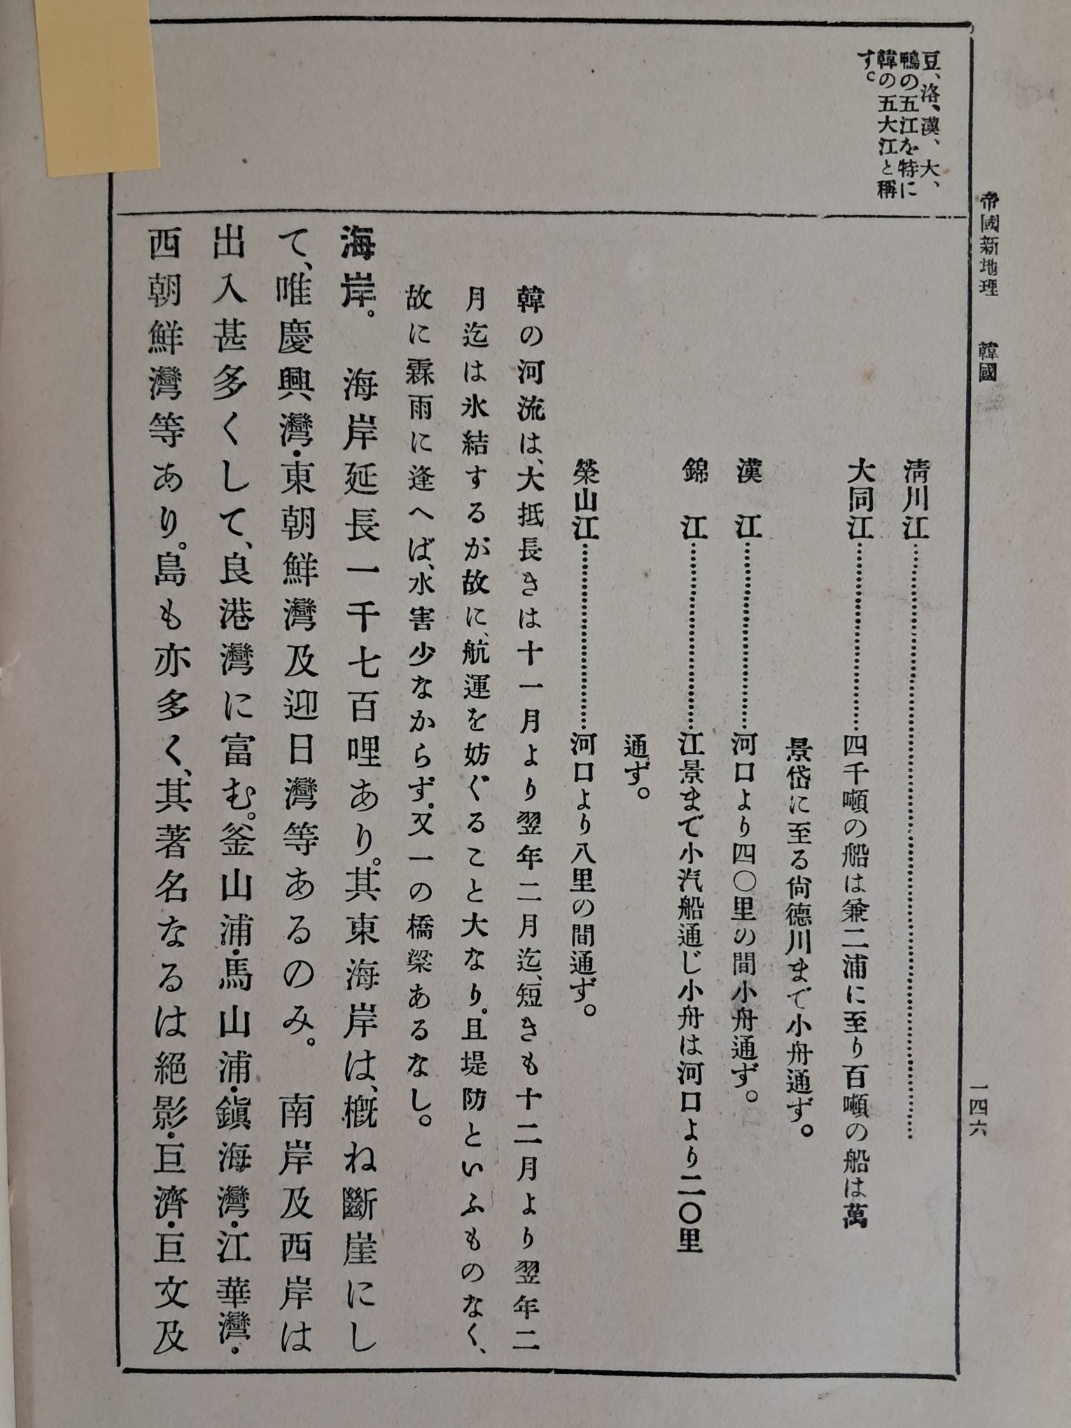 帝國新地理　韓國
一四六
豆、洛、漢、大、
鴨の五江を特に
韓の五大江と稱
す。
淸川江……………………………………
大同江…………四千噸の船は兼二浦に至り百噸の船は萬
景岱に至る尙德川まで小舟通ず。
漢　江…………河口より四〇里の間小舟通ず。
錦　江…………江景まで小汽船通じ小舟は河口より二〇里
通ず。
榮山江…………河口より八里の間通ず。
韓の河流は、大抵長きは十一月より翌年二月迄、短きも十二月より翌年二
月迄は氷結するが故に、航運を妨ぐること大なり。且堤防といふものなく、
故に霖雨に逢へば、水害少なからず、又一の橋梁あるなし。
海岸。　海岸延長一千七百哩あり。其東海岸は、槪ね斷崖にし
て、唯慶興灣・東朝鮮灣及迎日灣等あるのみ。　南岸及西岸は
出入甚多くして、良港灣に富む。釜山浦・馬山浦・鎭海灣・江華灣・
西朝鮮灣等あり。島も亦多く、其著名なるは絕影・巨濟・巨文及